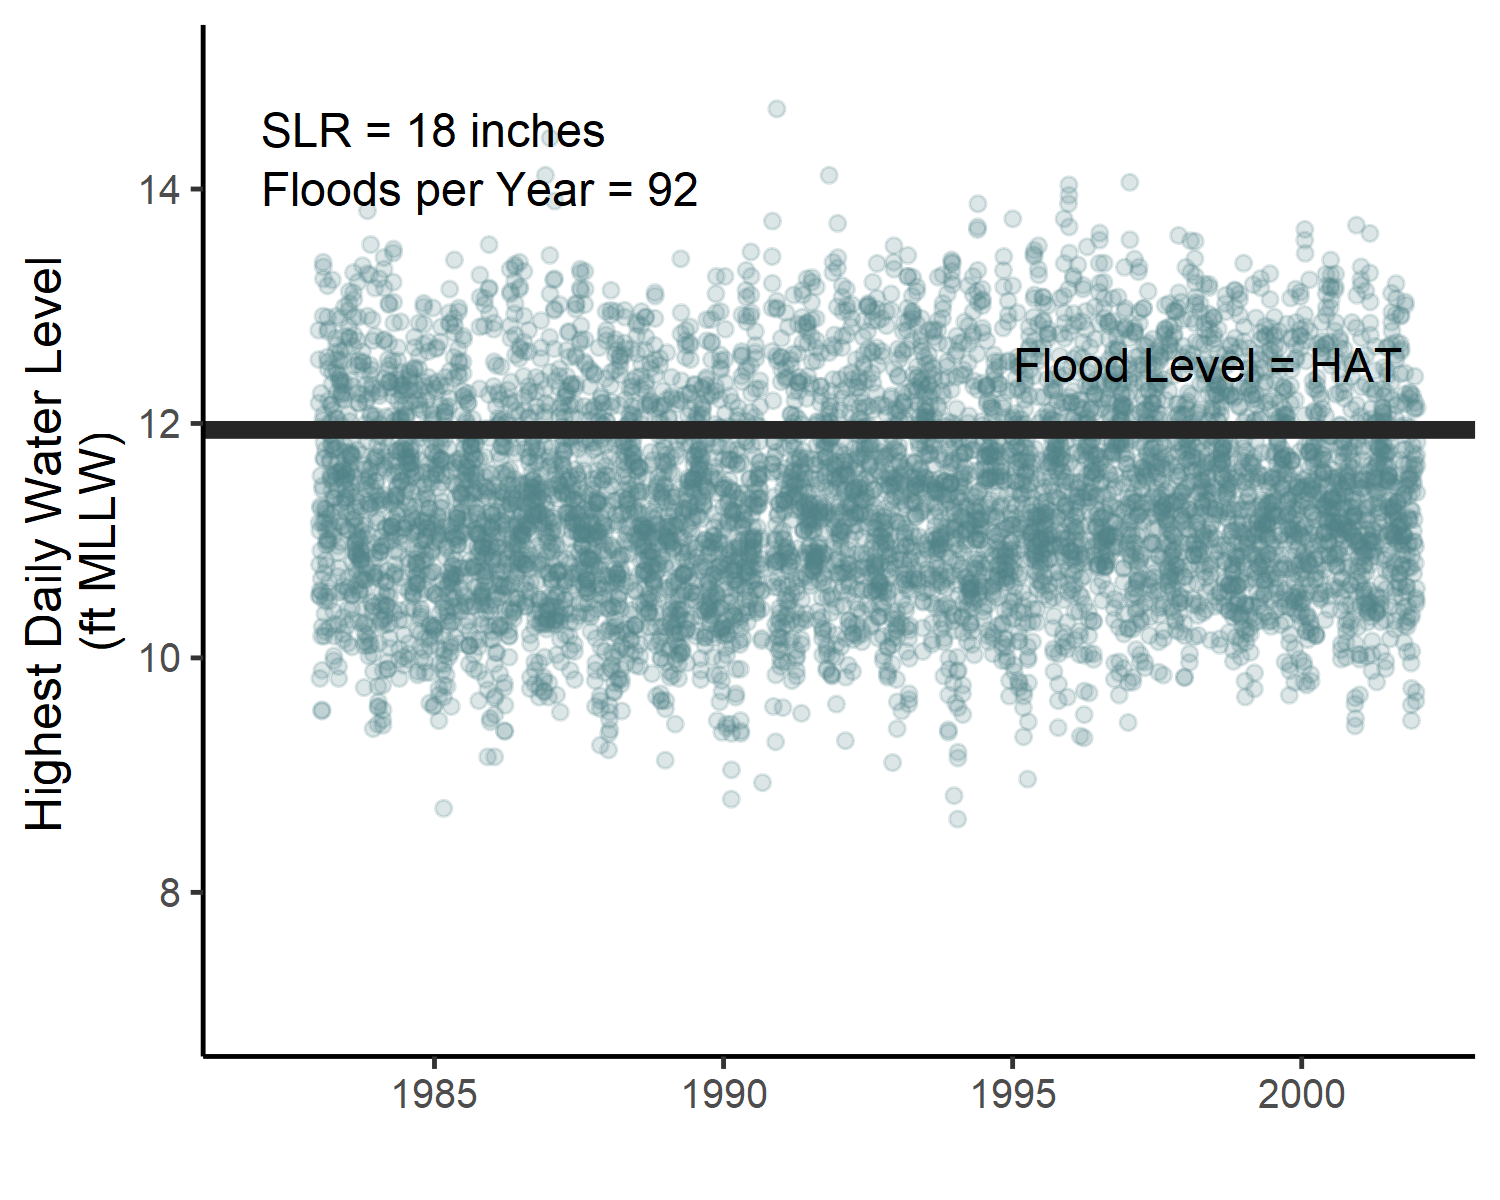 SLR = 18 inches
Floods per Year = 92
Flood Level = HAT
Highest Daily Water Level
(ft MLLW)
14
12
10
8
1985
1990
1995
2000